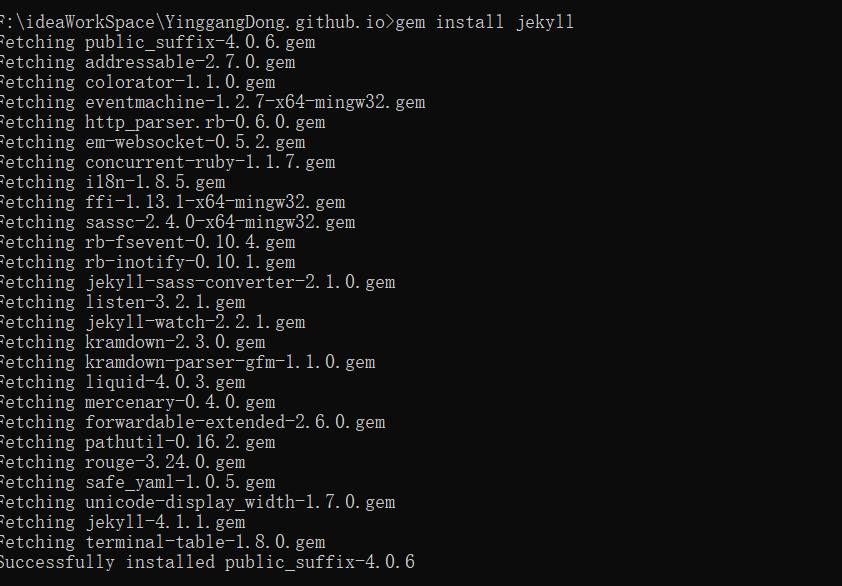 F:\ideaWorkSpace\YinggangDong.github.io>gem install jekyll
Fetching public_suffix-4.0.6.gem
Fetching addressable-2.7.0.gem
Fetching colorator-1.1.0.gem
Fetching eventmachine-1.2.7-x64-mingw32.gem
Fetching http_parser.rb-0.6.0.gem
Fetching em-websocket-0.5.2.gem
Fetching concurrent-ruby-1.1.7.gem
Fetching i18n-1.8.5.gem
Fetching ffi-1.13.1-x64-mingw32.gem
Fetching sassc-2.4.0-x64-mingw32.gem
Fetching rb-fsevent-0.10.4.gem
Fetching rb-inotify-0.10.1.gem
Fetching jekyll-sass-converter-2.1.0.gem
Fetching listen-3.2.1.gem
Fetching jekyll-watch-2.2.1.gem
Fetching kramdown-2.3.0.gem
Fetching kramdown-parser-gfm-1.1.0.gem
Fetching liquid-4.0.3.gem
Fetching mercenary-0.4.0.gem
Fetching forwardable-extended-2.6.0.gem
Fetching pathutil-0.16.2.gem
Fetching rouge-3.24.0.gem
Fetching safe_yaml-1.0.5.gem
Fetching unicode-display_width-1.7.0.gem
Fetching jekyll-4.1.1.gem
Fetching terminal-table-1.8.0.gem
Successfully installed public_suffix-4.0.6